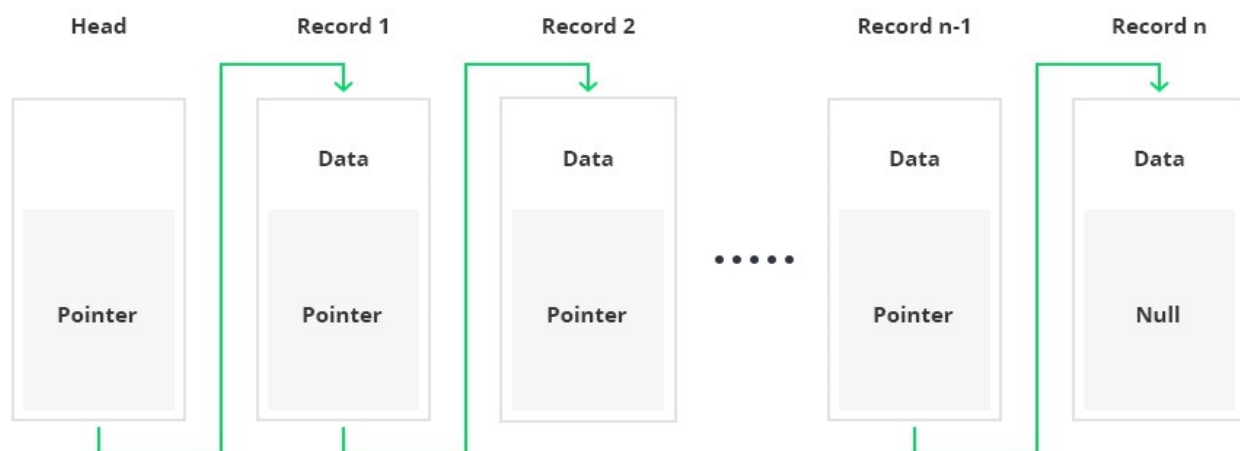 Head Record 1 Record 2 Record n-1 Record n
Data Data Data Data
Pointer Pointer Pointer Pointer Null